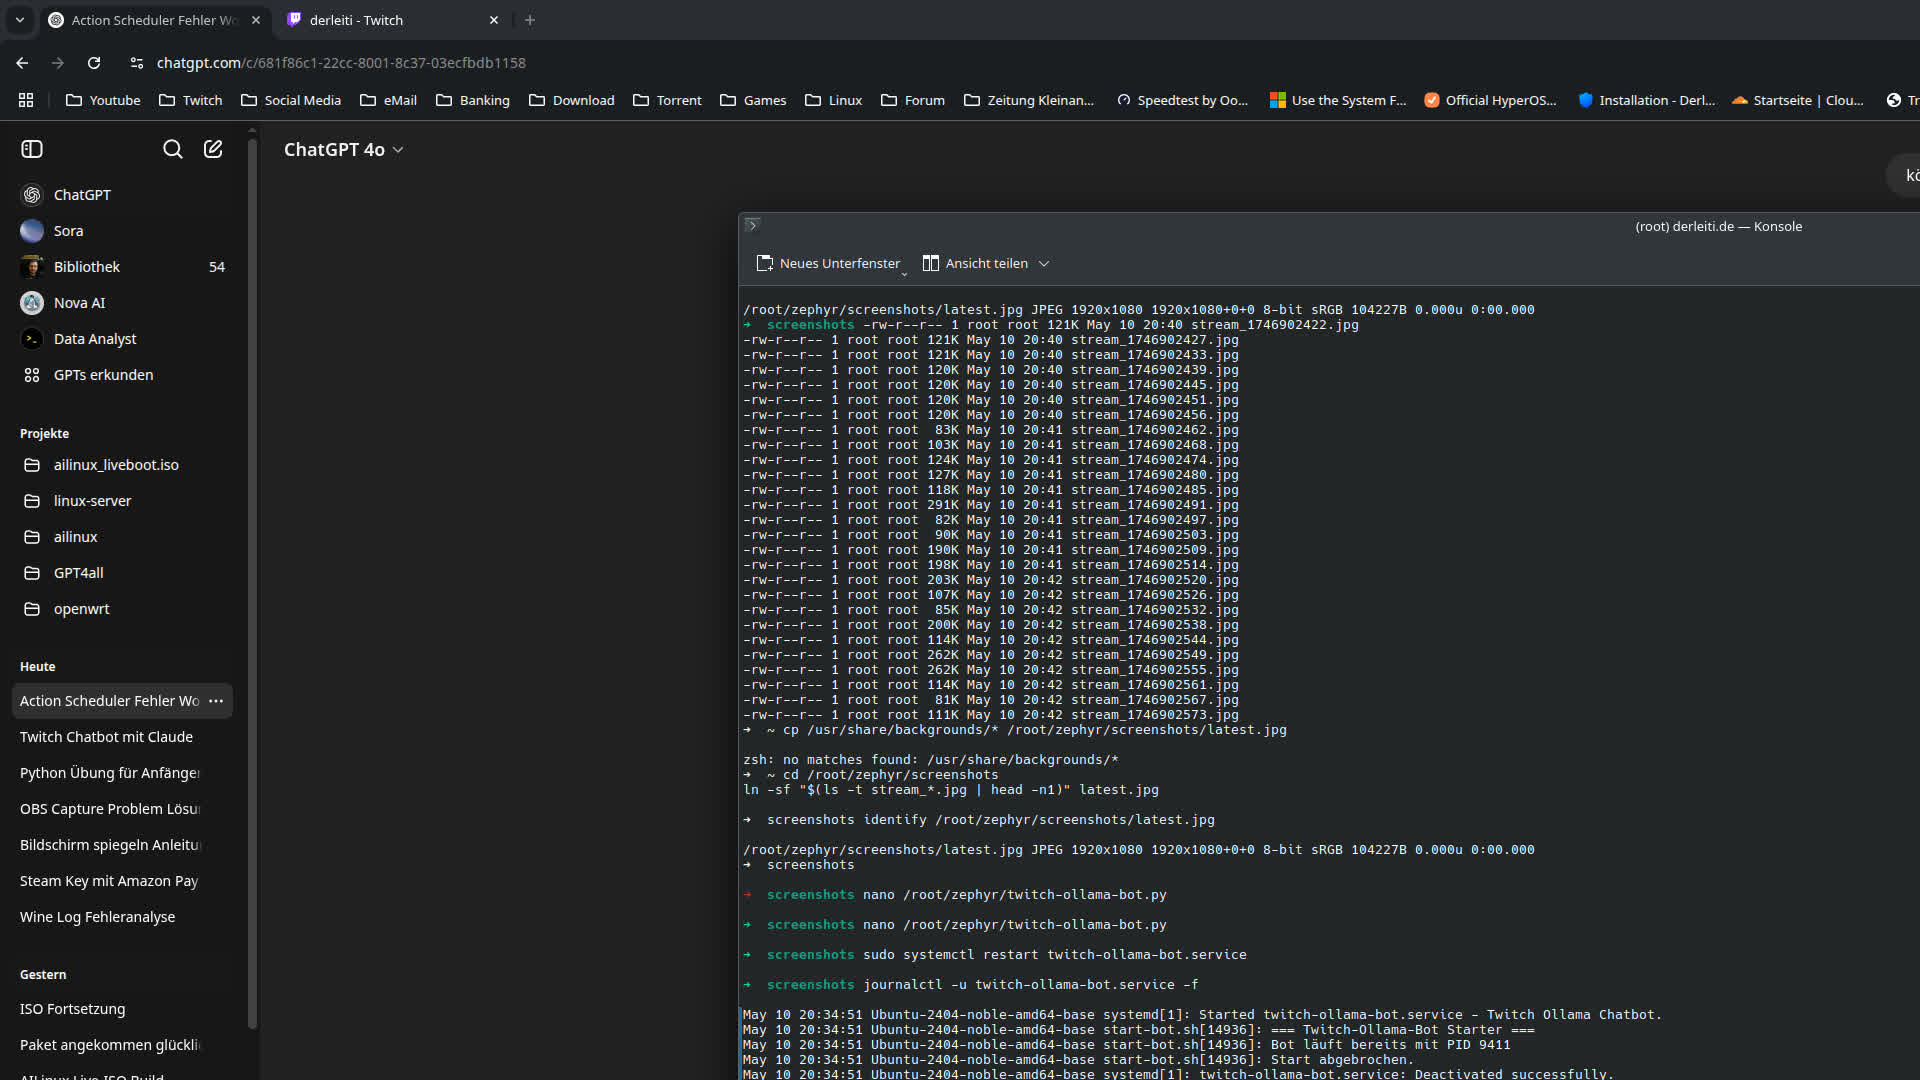 Action Scheduler Fehler Wo
derleiti - Twitch
chatgpt.com/c/681f86c1-22cc-8001-8c37-03ecfbdb1158
Youtube Twitch Social Media eMail Banking Download Torrent Games Linux Forum Zeitung Kleinan... Speedtest by Oo... Use the System F... Official HyperOS... Installation - Derl... Startseite | Clou... Tr
ChatGPT 4o
kö
ChatGPT
Sora
Bibliothek 54
Nova AI
Data Analyst
GPTs erkunden
Projekte
ailinux_liveboot.iso
linux-server
ailinux
GPT4all
openwrt
Heute
Action Scheduler Fehler Wo
Twitch Chatbot mit Claude
Python Übung für Anfänger
OBS Capture Problem Lösu
Bildschirm spiegeln Anleitu
Steam Key mit Amazon Pay
Wine Log Fehleranalyse
Gestern
ISO Fortsetzung
Paket angekommen glückli
AILinux Live ISO Build
(root) derleiti.de — Konsole
Neues Unterfenster Ansicht teilen
/root/zephyr/screenshots/latest.jpg JPEG 1920x1080 1920x1080+0+0 8-bit sRGB 104227B 0.000u 0:00.000
➜  screenshots -rw-r--r-- 1 root root 121K May 10 20:40 stream_1746902422.jpg
-rw-r--r-- 1 root root 121K May 10 20:40 stream_1746902427.jpg
-rw-r--r-- 1 root root 121K May 10 20:40 stream_1746902433.jpg
-rw-r--r-- 1 root root 120K May 10 20:40 stream_1746902439.jpg
-rw-r--r-- 1 root root 120K May 10 20:40 stream_1746902445.jpg
-rw-r--r-- 1 root root 120K May 10 20:40 stream_1746902451.jpg
-rw-r--r-- 1 root root 120K May 10 20:40 stream_1746902456.jpg
-rw-r--r-- 1 root root  83K May 10 20:41 stream_1746902462.jpg
-rw-r--r-- 1 root root 103K May 10 20:41 stream_1746902468.jpg
-rw-r--r-- 1 root root 124K May 10 20:41 stream_1746902474.jpg
-rw-r--r-- 1 root root 127K May 10 20:41 stream_1746902480.jpg
-rw-r--r-- 1 root root 118K May 10 20:41 stream_1746902485.jpg
-rw-r--r-- 1 root root 291K May 10 20:41 stream_1746902491.jpg
-rw-r--r-- 1 root root  82K May 10 20:41 stream_1746902497.jpg
-rw-r--r-- 1 root root  90K May 10 20:41 stream_1746902503.jpg
-rw-r--r-- 1 root root 190K May 10 20:41 stream_1746902509.jpg
-rw-r--r-- 1 root root 198K May 10 20:41 stream_1746902514.jpg
-rw-r--r-- 1 root root 203K May 10 20:42 stream_1746902520.jpg
-rw-r--r-- 1 root root 107K May 10 20:42 stream_1746902526.jpg
-rw-r--r-- 1 root root  85K May 10 20:42 stream_1746902532.jpg
-rw-r--r-- 1 root root 200K May 10 20:42 stream_1746902538.jpg
-rw-r--r-- 1 root root 114K May 10 20:42 stream_1746902544.jpg
-rw-r--r-- 1 root root 262K May 10 20:42 stream_1746902549.jpg
-rw-r--r-- 1 root root 262K May 10 20:42 stream_1746902555.jpg
-rw-r--r-- 1 root root 114K May 10 20:42 stream_1746902561.jpg
-rw-r--r-- 1 root root  81K May 10 20:42 stream_1746902567.jpg
-rw-r--r-- 1 root root 111K May 10 20:42 stream_1746902573.jpg
➜  ~ cp /usr/share/backgrounds/* /root/zephyr/screenshots/latest.jpg
zsh: no matches found: /usr/share/backgrounds/*
➜  ~ cd /root/zephyr/screenshots
ln -sf "$(ls -t stream_*.jpg | head -n1)" latest.jpg
➜  screenshots identify /root/zephyr/screenshots/latest.jpg
/root/zephyr/screenshots/latest.jpg JPEG 1920x1080 1920x1080+0+0 8-bit sRGB 104227B 0.000u 0:00.000
➜  screenshots
➜  screenshots nano /root/zephyr/twitch-ollama-bot.py
➜  screenshots nano /root/zephyr/twitch-ollama-bot.py
➜  screenshots sudo systemctl restart twitch-ollama-bot.service
➜  screenshots journalctl -u twitch-ollama-bot.service -f
May 10 20:34:51 Ubuntu-2404-noble-amd64-base systemd[1]: Started twitch-ollama-bot.service - Twitch Ollama Chatbot.
May 10 20:34:51 Ubuntu-2404-noble-amd64-base start-bot.sh[14936]: === Twitch-Ollama-Bot Starter ===
May 10 20:34:51 Ubuntu-2404-noble-amd64-base start-bot.sh[14936]: Bot läuft bereits mit PID 9411
May 10 20:34:51 Ubuntu-2404-noble-amd64-base start-bot.sh[14936]: Start abgebrochen.
May 10 20:34:51 Ubuntu-2404-noble-amd64-base systemd[1]: twitch-ollama-bot.service: Deactivated successfully.